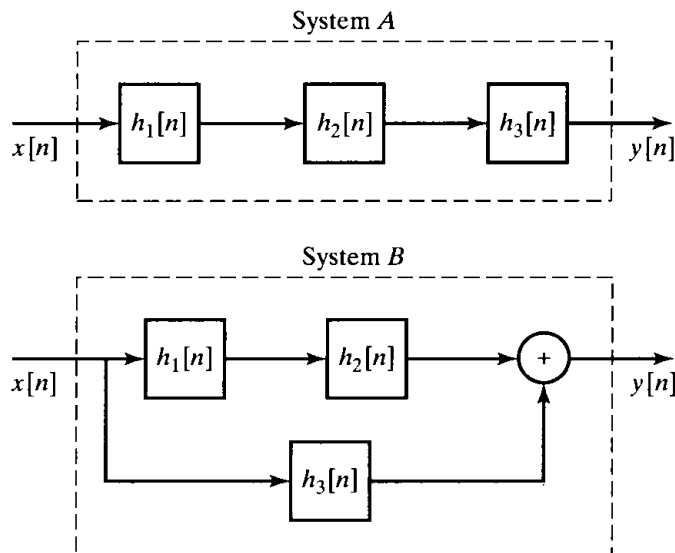 System A
h₁[n] h₂[n] h₃[n]
x[n] y[n]
System B
h₁[n] h₂[n] +
x[n] y[n]
h₃[n]